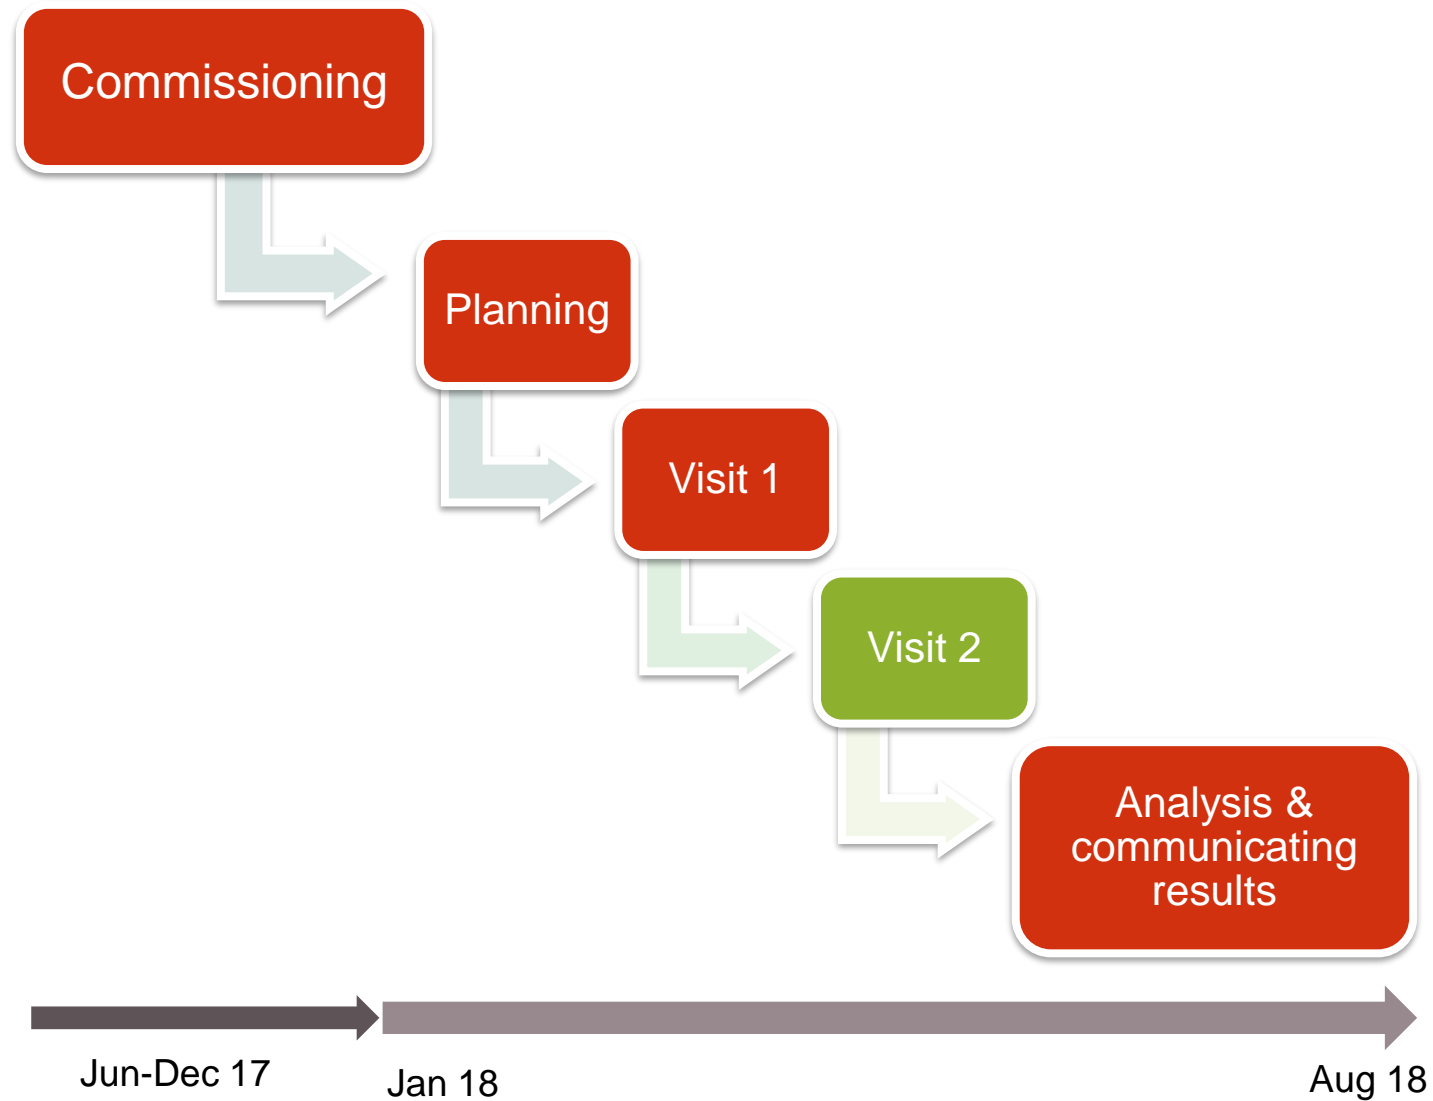 Commissioning
Planning
Visit 1
Visit 2
Analysis &
communicating
results
Jun-Dec 17
Jan 18
Aug 18